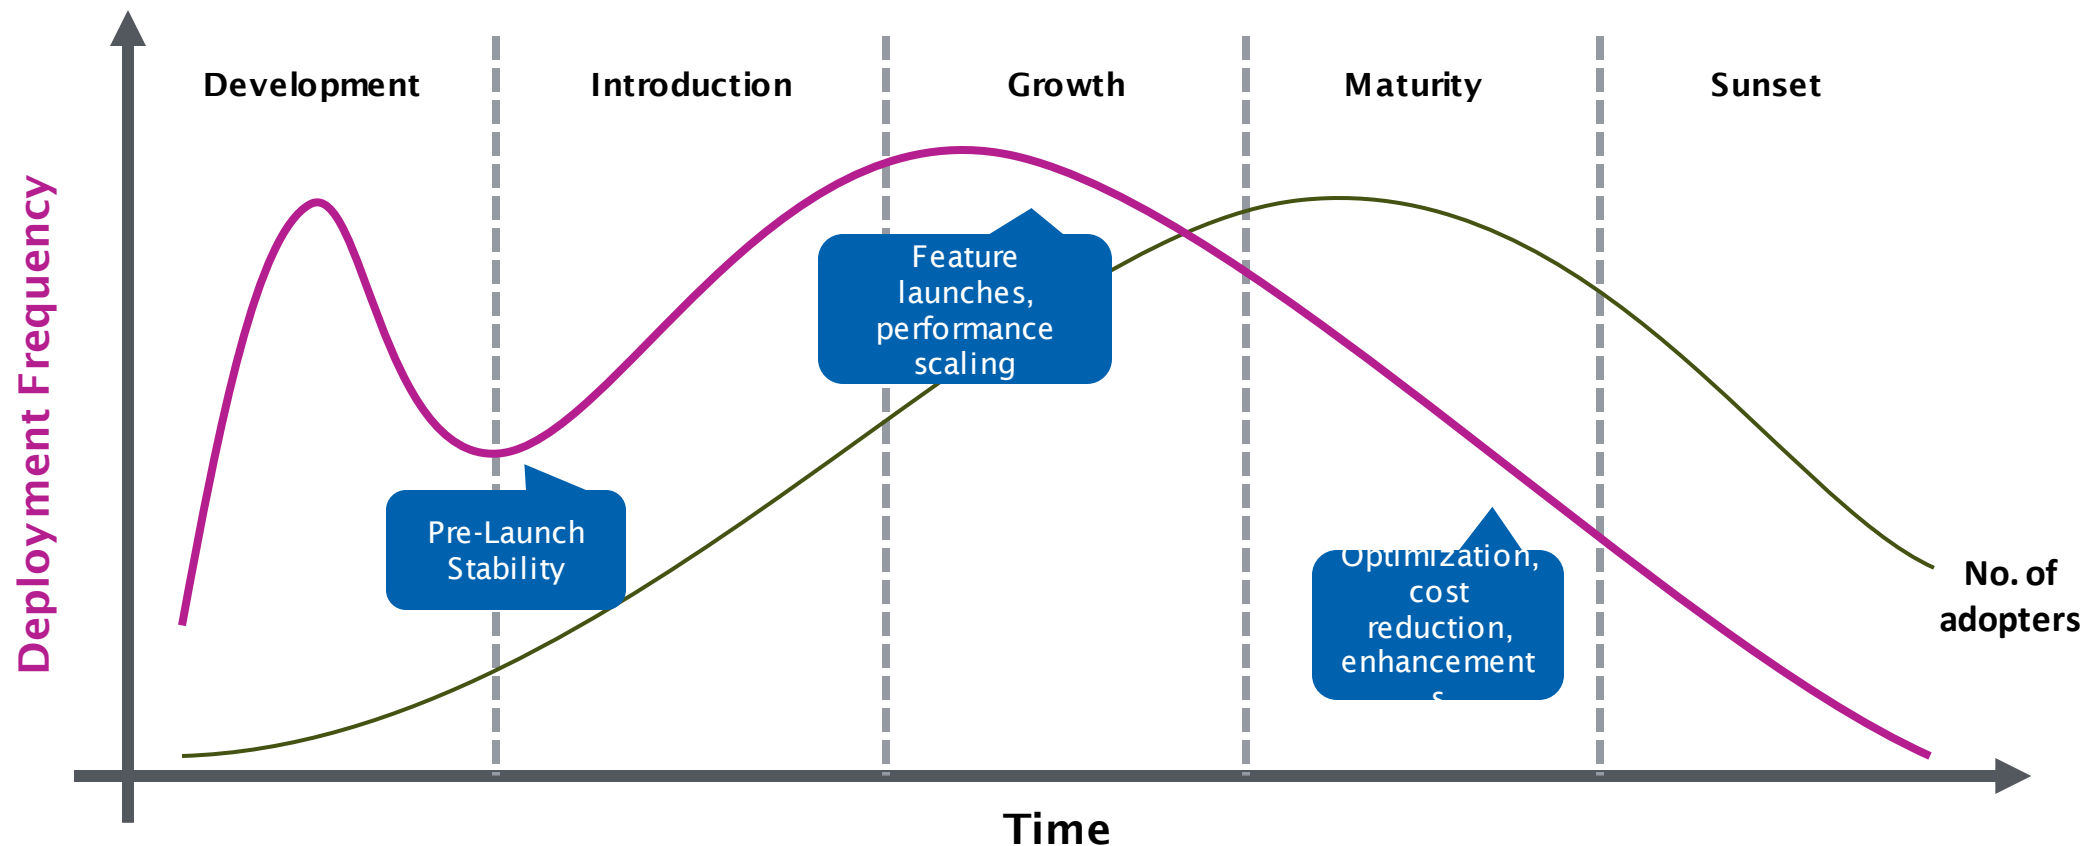 Development
Introduction
Growth
Maturity
Sunset
Deployment Frequency
Feature
launches,
performance
scaling
Pre-Launch
Stability
Optimization,
cost
reduction,
enhancement
s
No. of
adopters
Time